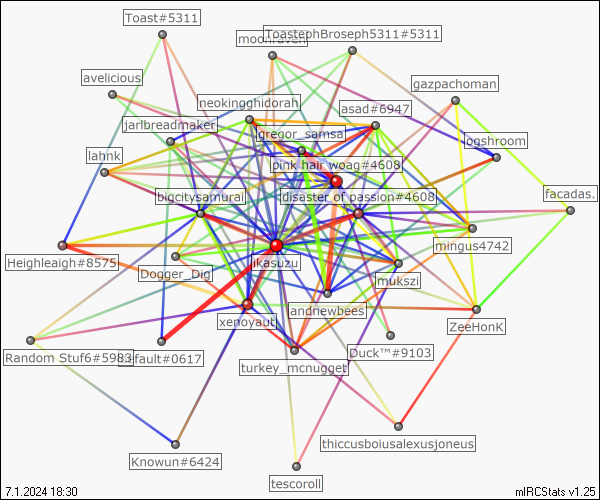 Toast#5311
moonraven
ToastephBroseph5311#5311
avelicious
gazpachoman
neokingghidorah
asad#6947
jarlbreadmaker
gregor_samsa
logshroom
lahnk
pink hair woag#4608
bigcitysamurai
disaster of passion#4608
facadas.
Heighleaigh#8575
ikasuzu
mingus4742
Dogger_Dig
mukszi
xenoyaut
andnewbees
ZeeHonK
Random Stuf6#5983
fault#0617
turkey_mcnugget
Duck™#9103
thiccusboiusalexusjoneus
Knowun#6424
tescoroll
7.1.2024 18:30
mIRCStats v1.25